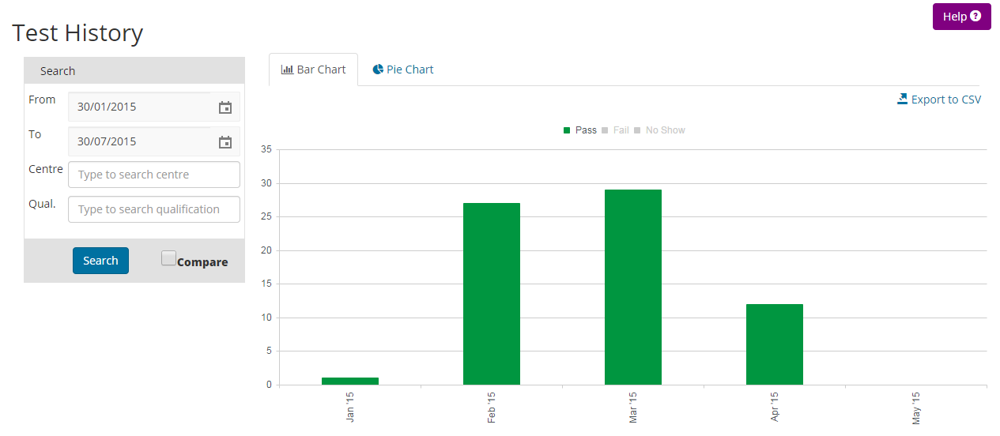 Help
Test History
Search
From 30/01/2015
To 30/07/2015
Centre Type to search centre
Qual. Type to search qualification
Search Compare
Bar Chart Pie Chart
Export to CSV
Pass Fail No Show
35
30
25
20
15
10
5
0
Jan '15 Feb '15 Mar '15 Apr '15 May '15